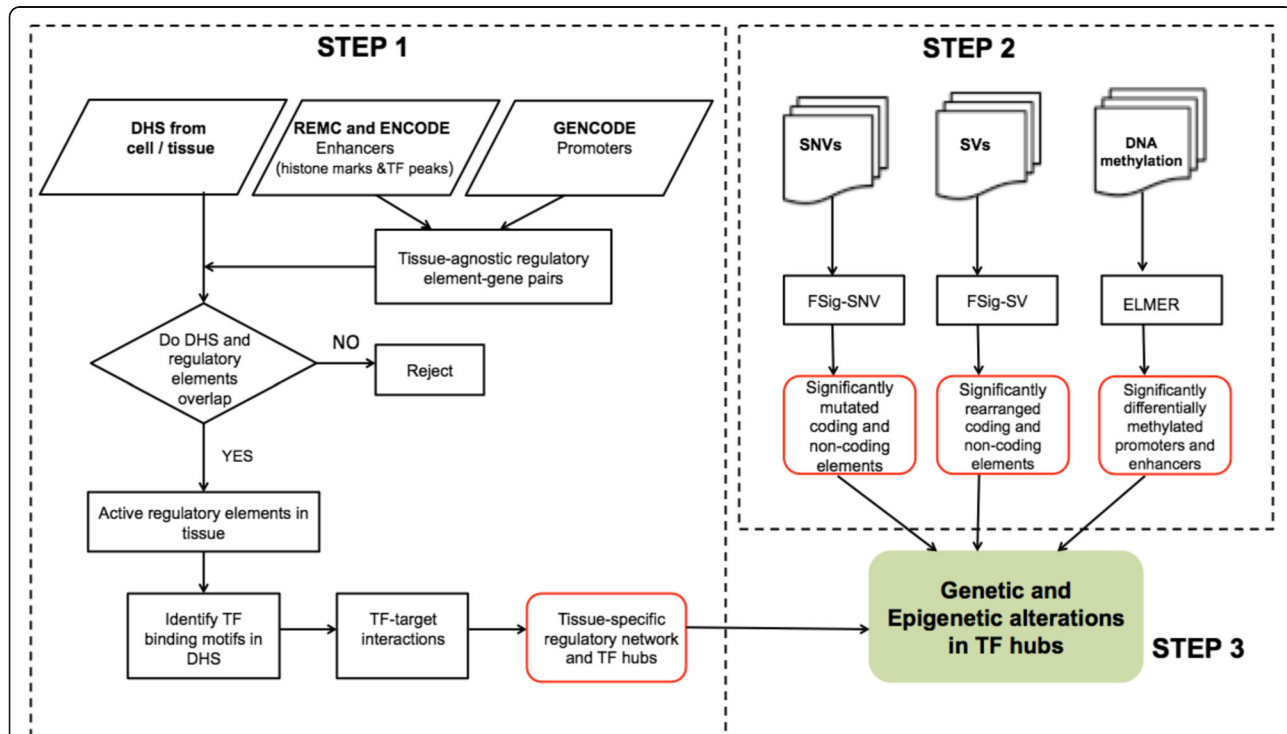 STEP 1
DHS from
cell / tissue
REMC and ENCODE
Enhancers
(histone marks &TF peaks)
GENCODE
Promoters
Tissue-agnostic regulatory
element-gene pairs
Do DHS and
regulatory
elements
overlap
NO
Reject
YES
Active regulatory elements in
tissue
Identify TF
binding motifs in
DHS
TF-target
interactions
Tissue-specific
regulatory network
and TF hubs
STEP 2
SNVs
SVs
DNA
methylation
FSig-SNV
FSig-SV
ELMER
Significantly
mutated
coding and
non-coding
elements
Significantly
rearranged
coding and
non-coding
elements
Significantly
differentially
methylated
promoters and
enhancers
Genetic and
Epigenetic alterations
in TF hubs
STEP 3